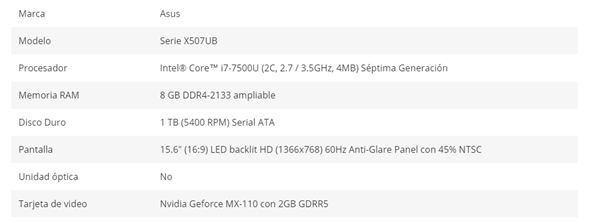 Marca Asus
Modelo Serie X507UB
Procesador Intel® Core™ i7-7500U (2C, 2.7 / 3.5GHz, 4MB) Séptima Generación
Memoria RAM 8 GB DDR4-2133 ampliable
Disco Duro 1 TB (5400 RPM) Serial ATA
Pantalla 15.6" (16:9) LED backlit HD (1366x768) 60Hz Anti-Glare Panel con 45% NTSC
Unidad óptica No
Tarjeta de video Nvidia Geforce MX-110 con 2GB GDRR5